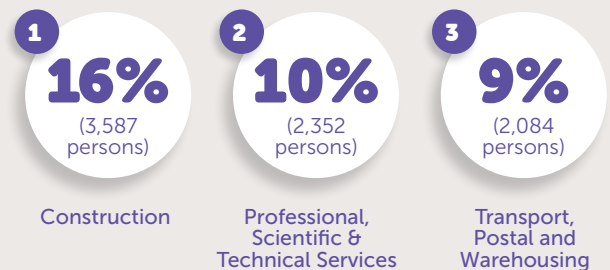 1
16%
(3,587
persons)
Construction
2
10%
(2,352
persons)
Professional,
Scientific &
Technical Services
3
9%
(2,084
persons)
Transport,
Postal and
Warehousing